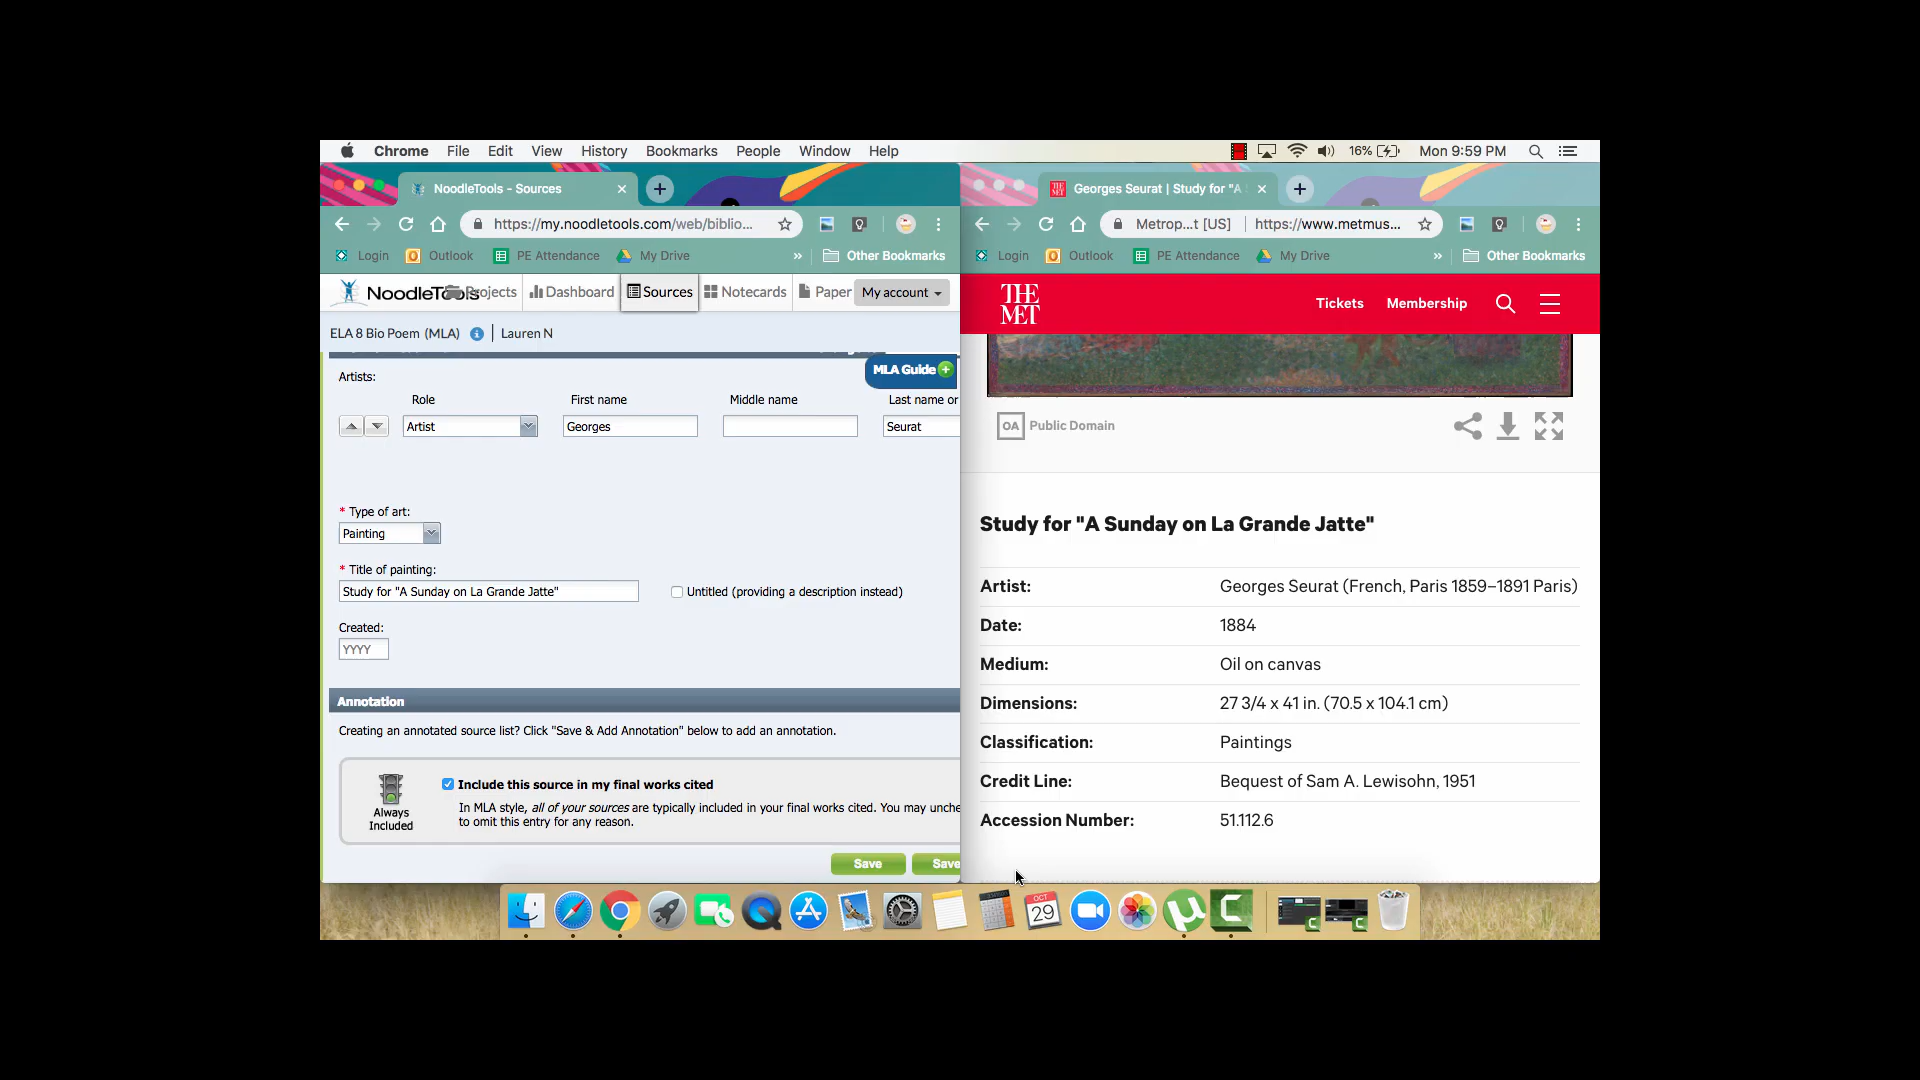 Chrome File Edit View History Bookmarks People Window Help 16% Mon 9:59 PM
NoodleTools - Sources
https://my.noodletools.com/web/biblio...
Login Outlook PE Attendance My Drive » Other Bookmarks
NoodleTools Projects Dashboard Sources Notecards Paper My account
ELA 8 Bio Poem (MLA) Lauren N
MLA Guide
Artists:
Role First name Middle name Last name or
Artist Georges Seurat
* Type of art:
Painting
* Title of painting:
Study for "A Sunday on La Grande Jatte" Untitled (providing a description instead)
Created:
YYYY
Annotation
Creating an annotated source list? Click "Save & Add Annotation" below to add an annotation.
Always
Included
Include this source in my final works cited
In MLA style, all of your sources are typically included in your final works cited. You may unche
to omit this entry for any reason.
Save Save
Georges Seurat | Study for "A
Metrop...t [US] https://www.metmus...
Login Outlook PE Attendance My Drive » Other Bookmarks
THE
MET
Tickets Membership
OA Public Domain
Study for "A Sunday on La Grande Jatte"
Artist: Georges Seurat (French, Paris 1859–1891 Paris)
Date: 1884
Medium: Oil on canvas
Dimensions: 27 3/4 x 41 in. (70.5 x 104.1 cm)
Classification: Paintings
Credit Line: Bequest of Sam A. Lewisohn, 1951
Accession Number: 51.112.6
OCT
29